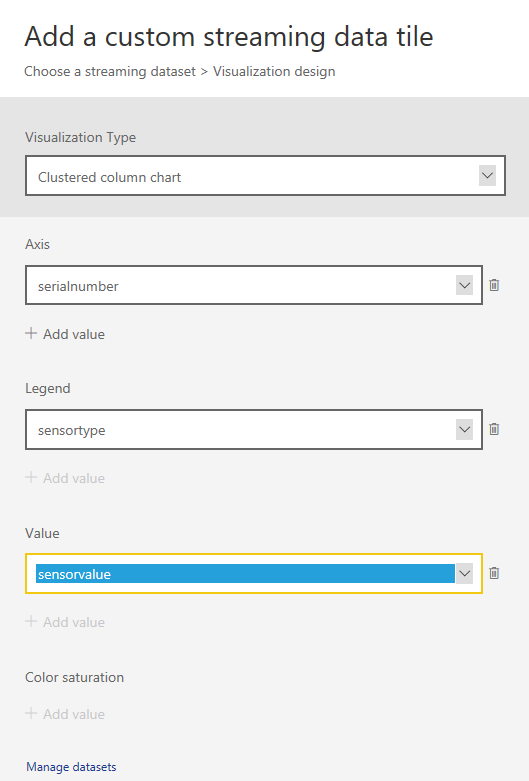 Add a custom streaming data tile
Choose a streaming dataset > Visualization design
Visualization Type
Clustered column chart
Axis
serialnumber
+ Add value
Legend
sensortype
+ Add value
Value
sensorvalue
+ Add value
Color saturation
+ Add value
Manage datasets